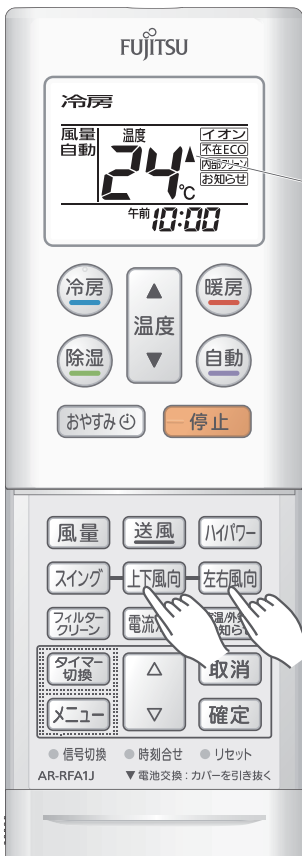 FUJITSU
冷房
風量 温度 イオン
自動 24℃ 不在ECO
内部クリーン
お知らせ
午前10:00
冷房 ▲ 暖房
温度
除湿 ▼ 自動
おやすみ 停止
風量 送風 ハイパワー
スイング 上下風向 左右風向
フィルター
クリーン
電流
知らせ
タイマー
切換
△ 取消
メニュー ▽ 確定
信号切換 時刻合せ リセット
AR-RFA1J ▼電池交換:カバーを引き抜く